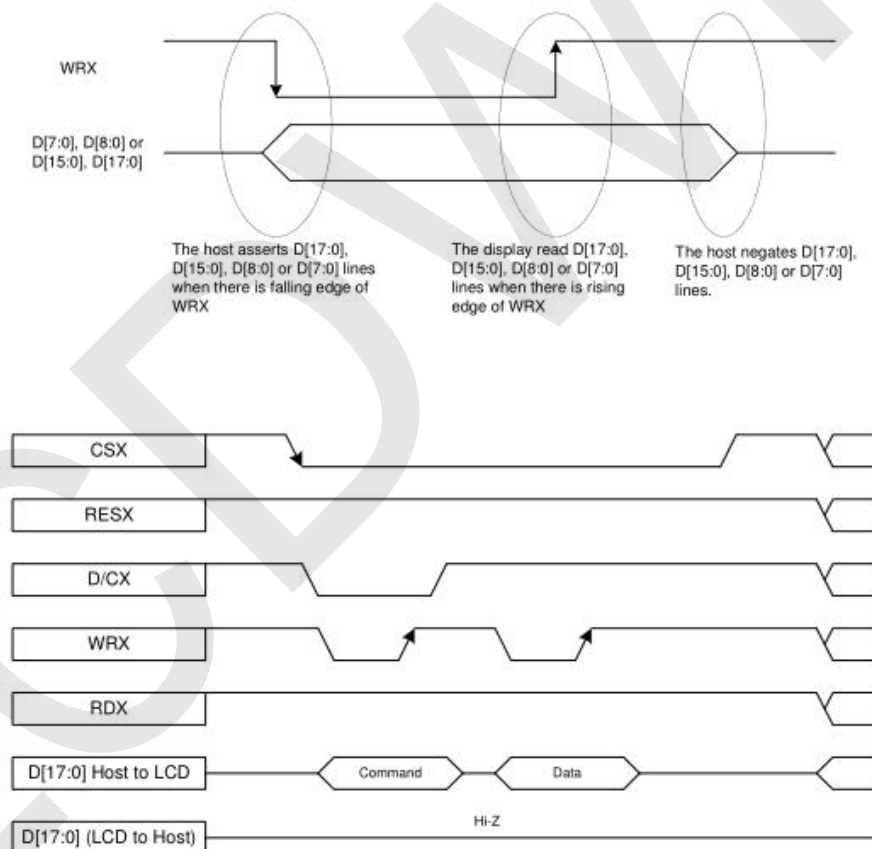 WRX
D[7:0], D[8:0] or
D[15:0], D[17:0]
The host asserts D[17:0],
D[15:0], D[8:0] or D[7:0] lines
when there is falling edge of
WRX
The display read D[17:0],
D[15:0], D[8:0] or D[7:0]
lines when there is rising
edge of WRX
The host negates D[17:0],
D[15:0], D[8:0] or D[7:0]
lines.
CSX
RESX
D/CX
WRX
RDX
D[17:0] Host to LCD
Command
Data
D[17:0] (LCD to Host)
Hi-Z